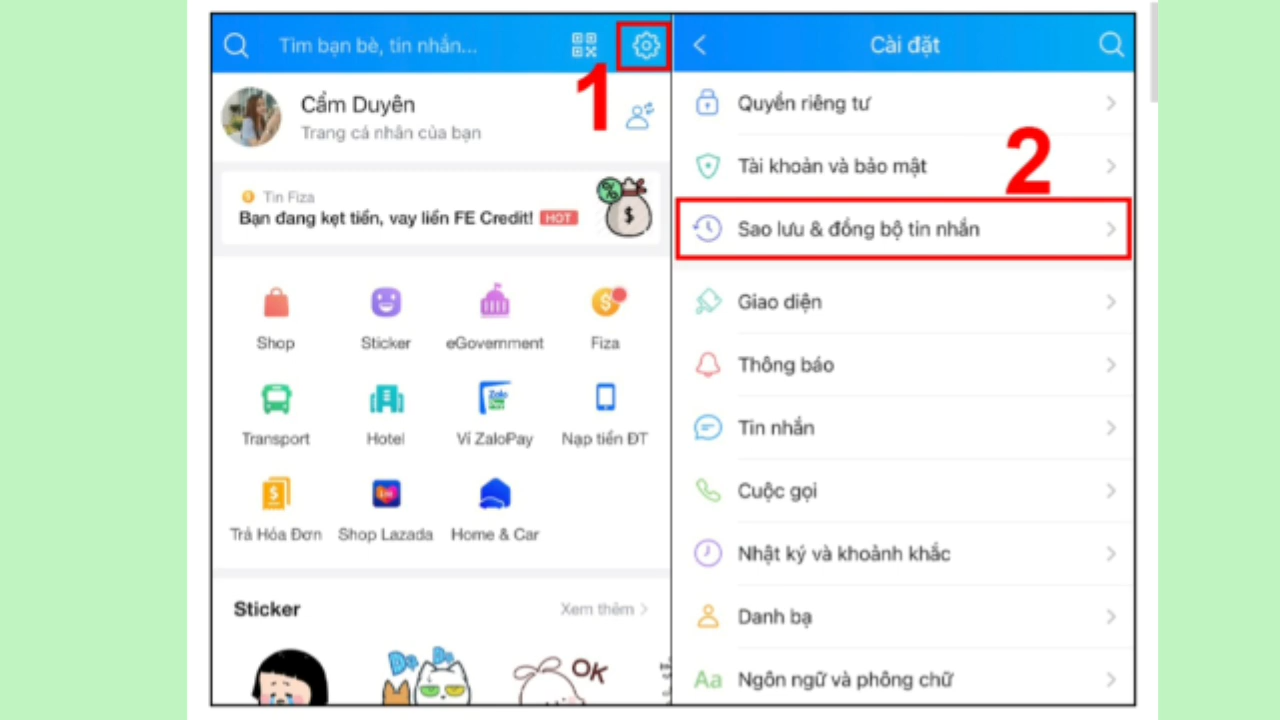 Tìm bạn bè, tin nhắn...
1
Cẩm Duyên
Trang cá nhân của bạn
Tin Fiza
Bạn đang kẹt tiền, vay liền FE Credit! HOT
% $
Shop
Sticker
eGovernment
Fiza
Transport
Hotel
Ví ZaloPay
Nạp tiền ĐT
Trả Hóa Đơn
Shop Lazada
Home & Car
Sticker
Xem thêm
OK
Cài đặt
Quyền riêng tư
Tài khoản và bảo mật
2
Sao lưu & đồng bộ tin nhắn
Giao diện
Thông báo
Tin nhắn
Cuộc gọi
Nhật ký và khoảnh khắc
Danh bạ
Aa Ngôn ngữ và phông chữ